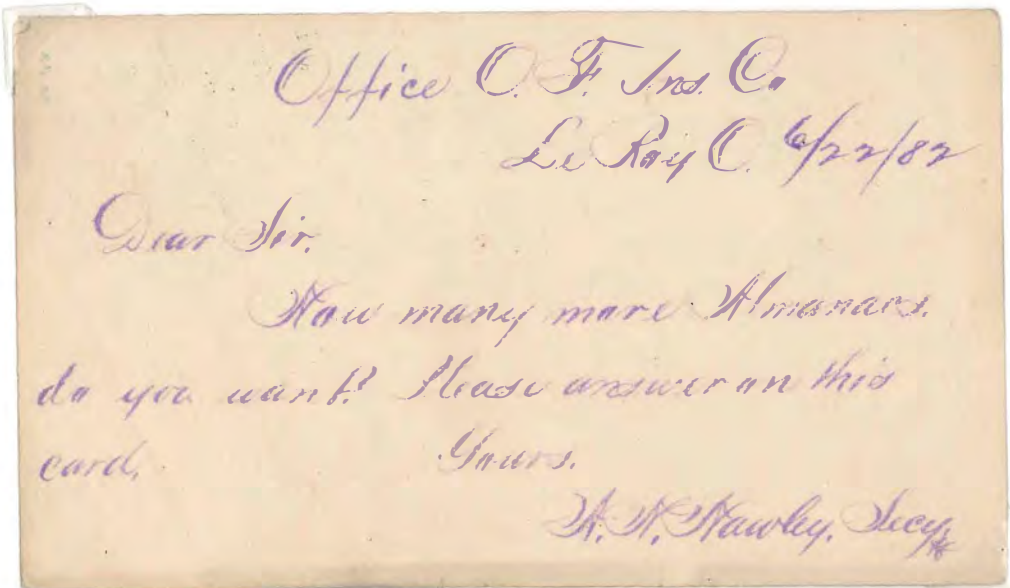 Office O. F. Ins. Co
Le Roy O. 6/22/82
Dear Sir.
How many more Almanacs.
do you want? Please answer on this
card. Yours.
Hawley. Secy.